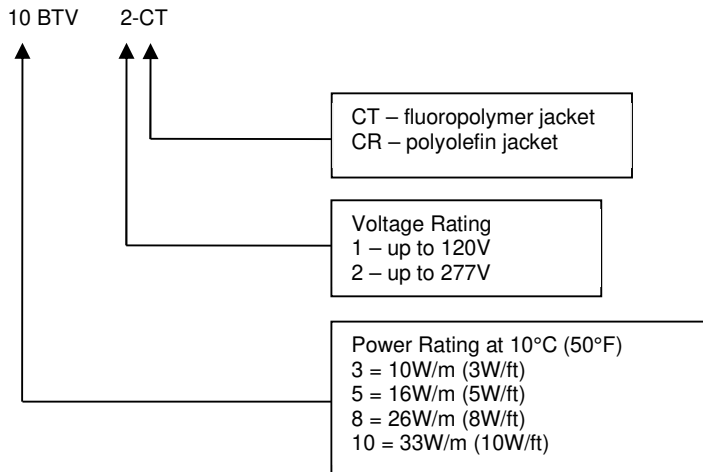 10 BTV 2-CT
CT – fluoropolymer jacket
CR – polyolefin jacket
Voltage Rating
1 – up to 120V
2 – up to 277V
Power Rating at 10°C (50°F)
3 = 10W/m (3W/ft)
5 = 16W/m (5W/ft)
8 = 26W/m (8W/ft)
10 = 33W/m (10W/ft)